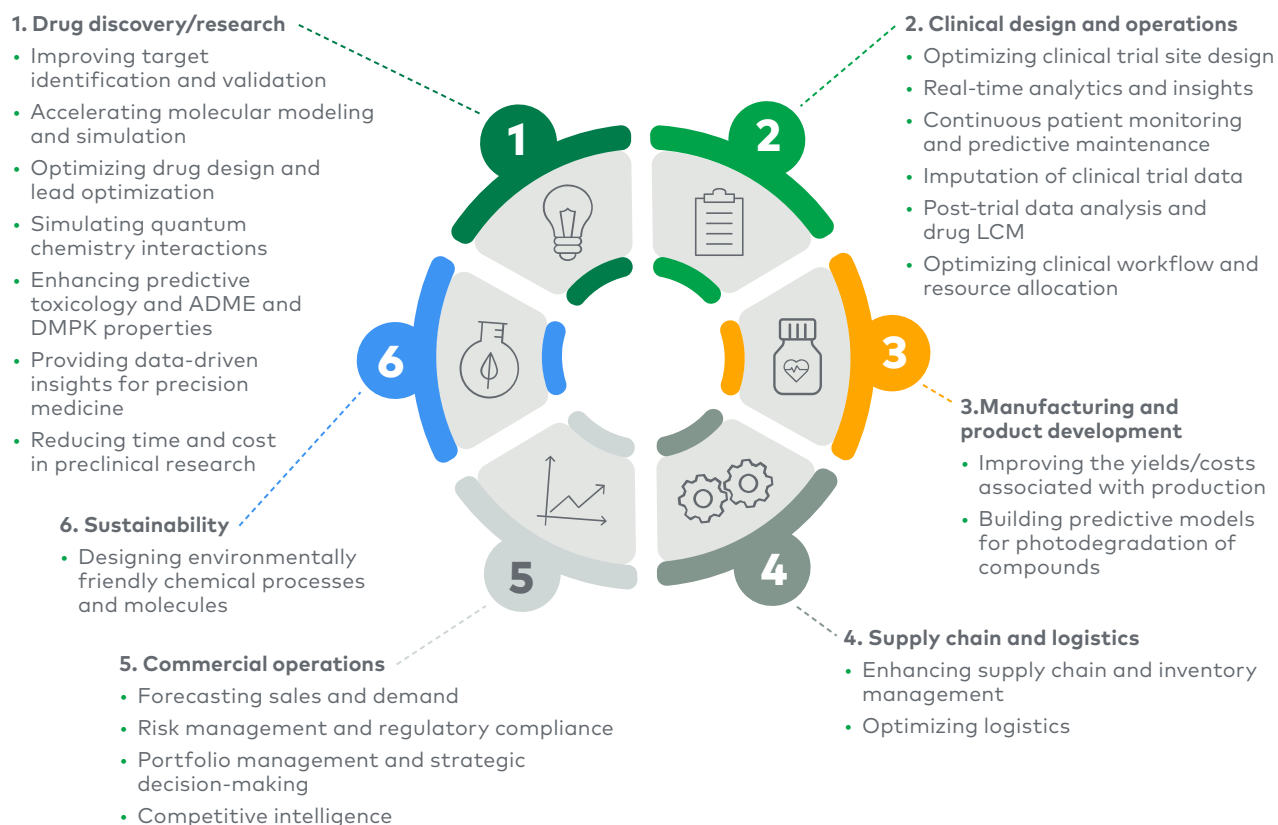 1. Drug discovery/research
• Improving target
identification and validation
• Accelerating molecular modeling
and simulation
• Optimizing drug design and
lead optimization
• Simulating quantum
chemistry interactions
• Enhancing predictive
toxicology and ADME and
DMPK properties
• Providing data-driven
insights for precision
medicine
• Reducing time and cost
in preclinical research
2. Clinical design and operations
• Optimizing clinical trial site design
• Real-time analytics and insights
• Continuous patient monitoring
and predictive maintenance
• Imputation of clinical trial data
• Post-trial data analysis and
drug LCM
• Optimizing clinical workflow and
resource allocation
1
2
3
4
5
6
3.Manufacturing and
product development
• Improving the yields/costs
associated with production
• Building predictive models
for photodegradation of
compounds
4. Supply chain and logistics
• Enhancing supply chain and inventory
management
• Optimizing logistics
5. Commercial operations
• Forecasting sales and demand
• Risk management and regulatory compliance
• Portfolio management and strategic
decision-making
• Competitive intelligence
6. Sustainability
• Designing environmentally
friendly chemical processes
and molecules